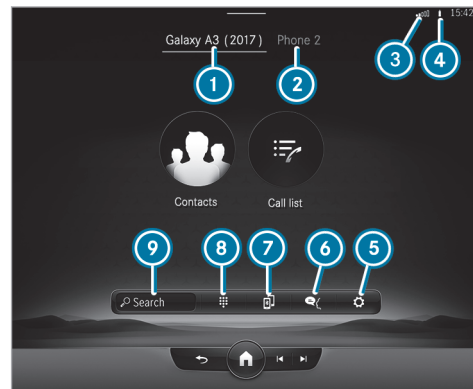 15:42
Galaxy A3 (2017) Phone 2
3 4
1 2
Contacts Call list
9 8 7 6 5
Search